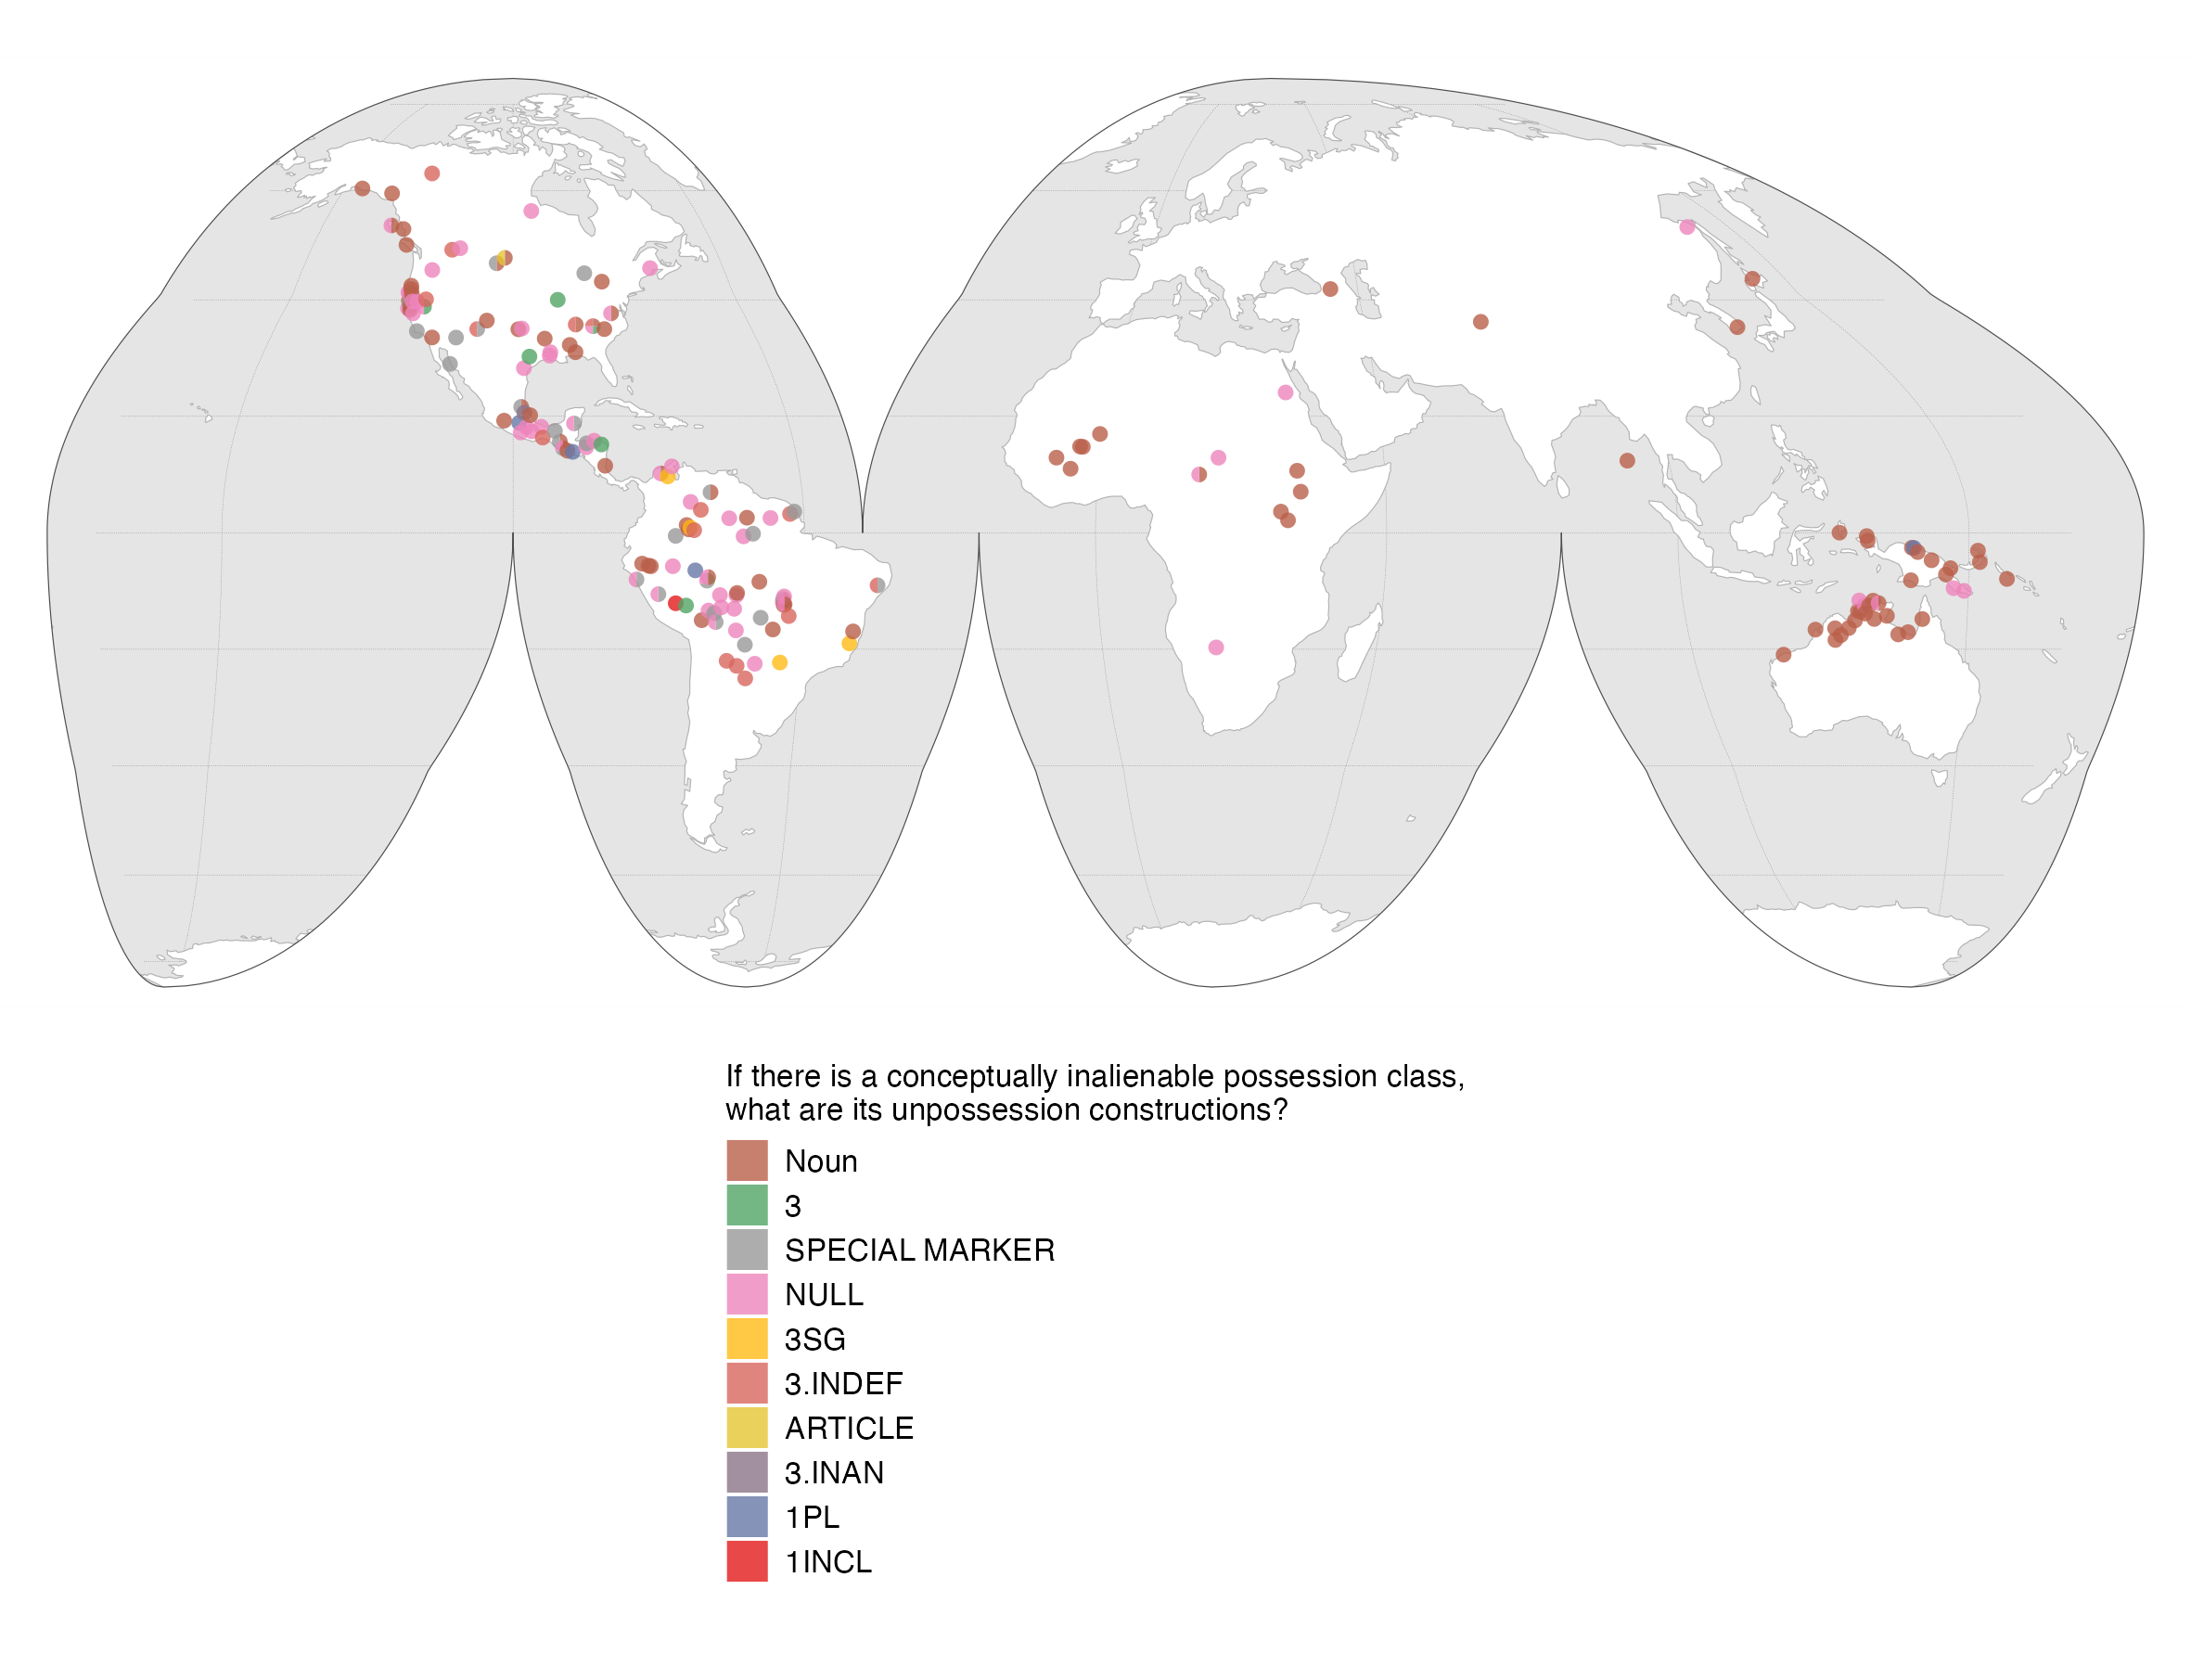 If there is a conceptually inalienable possession class,
what are its unpossession constructions?
Noun
3
SPECIAL MARKER
NULL
3SG
3.INDEF
ARTICLE
3.INAN
1PL
1INCL